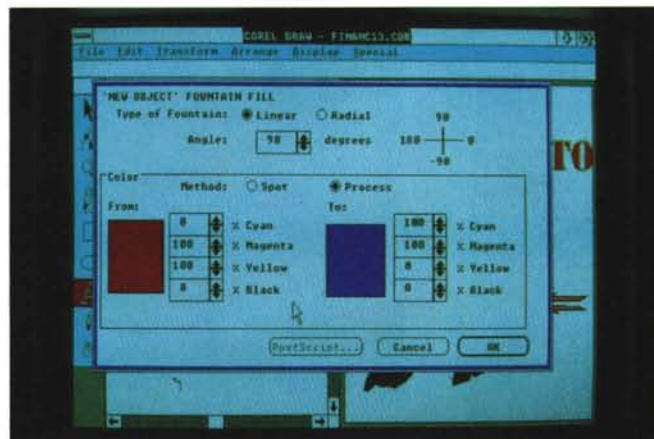 COREL DRAW - FINANC13.CDR
File Edit Transform Arrange Display Special
'NEW OBJECT' FOUNTAIN FILL
Type of Fountain: Linear Radial
90
Angle: 90 degrees 180 0
-90
TO
Color
Method: Spot Process
From: To:
0 % Cyan 100 % Cyan
100 % Magenta 100 % Magenta
100 % Yellow 0 % Yellow
0 % Black 0 % Black
PostScript... Cancel OK